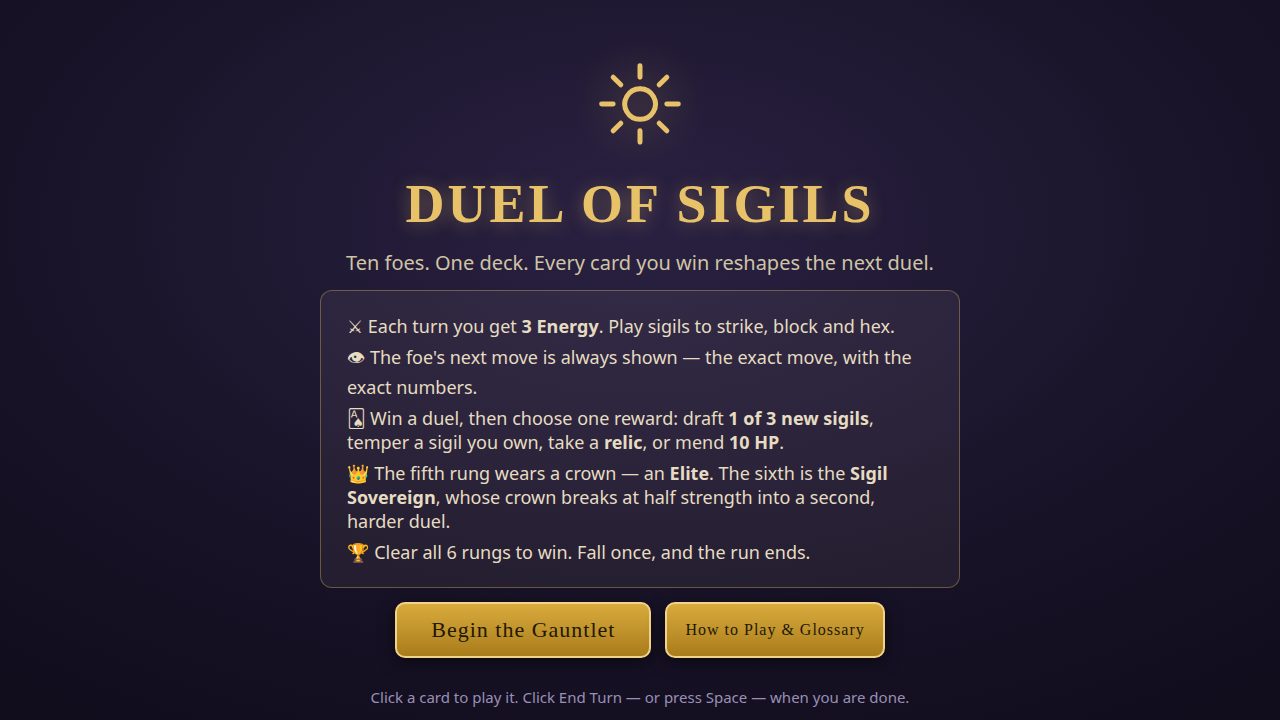 DUEL OF SIGILS
Ten foes. One deck. Every card you win reshapes the next duel.
⚔ Each turn you get 3 Energy. Play sigils to strike, block and hex.
👁 The foe's next move is always shown — the exact move, with the
exact numbers.
🂡 Win a duel, then choose one reward: draft 1 of 3 new sigils,
temper a sigil you own, take a relic, or mend 10 HP.
👑 The fifth rung wears a crown — an Elite. The sixth is the Sigil
Sovereign, whose crown breaks at half strength into a second,
harder duel.
🏆 Clear all 6 rungs to win. Fall once, and the run ends.
Begin the Gauntlet
How to Play & Glossary
Click a card to play it. Click End Turn — or press Space — when you are done.